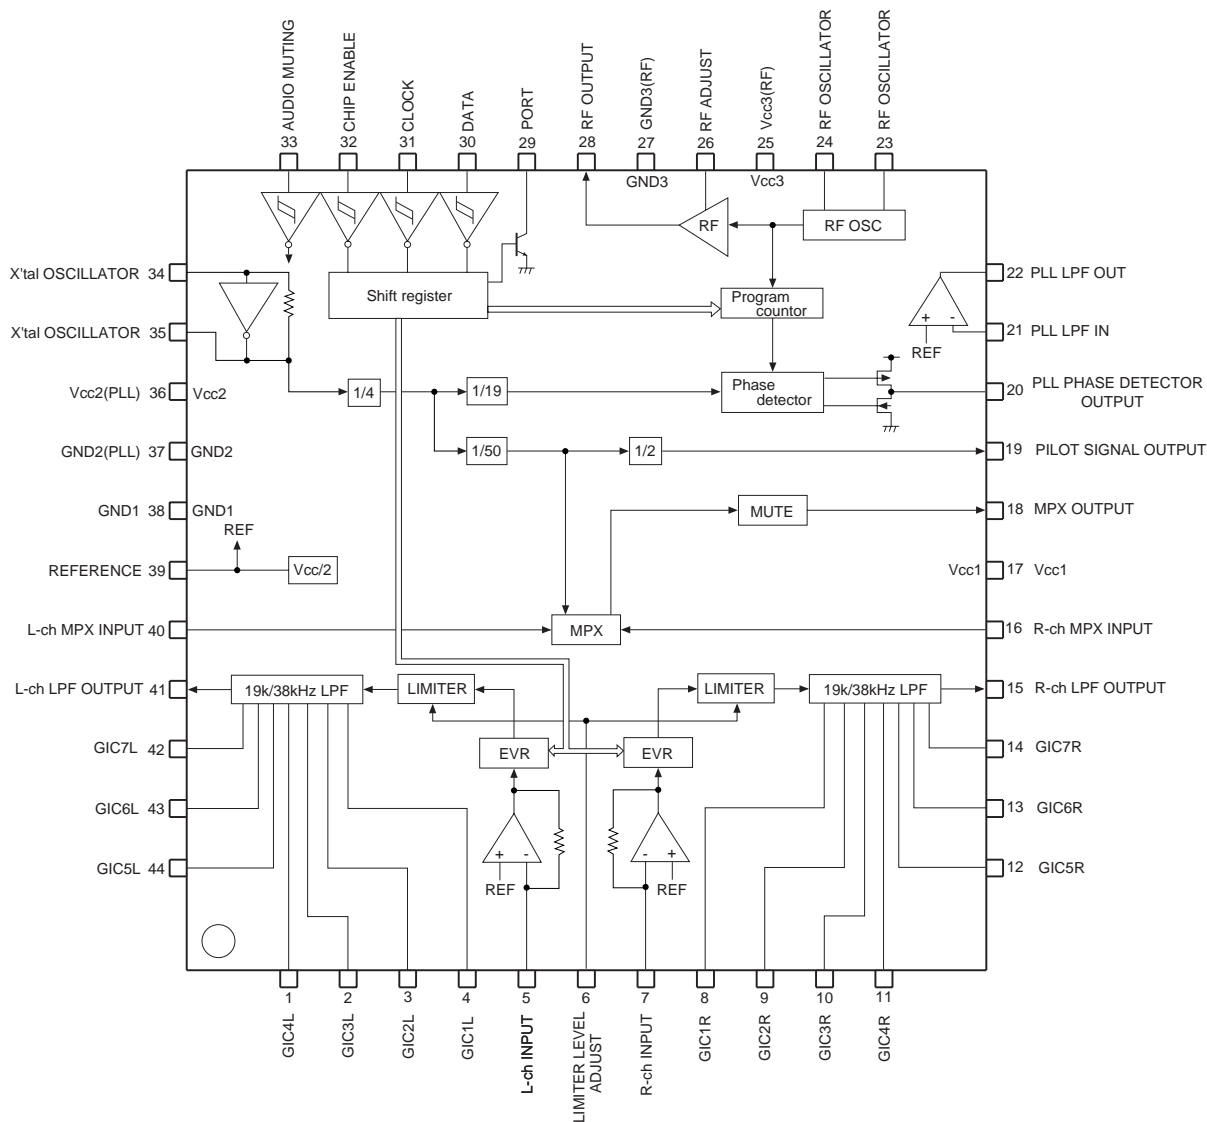 AUDIO MUTING
CHIP ENABLE
CLOCK
DATA
PORT
RF OUTPUT
GND3(RF)
RF ADJUST
Vcc3(RF)
RF OSCILLATOR
RF OSCILLATOR
33
32
31
30
29
28
27
26
25
24
23
GND3
Vcc3
RF
RF OSC
X'tal OSCILLATOR 34
Shift register
Program
countor
22 PLL LPF OUT
+ -
X'tal OSCILLATOR 35
REF
21 PLL LPF IN
Vcc2(PLL) 36
Vcc2
1/4
1/19
Phase
detector
20 PLL PHASE DETECTOR
OUTPUT
GND2(PLL) 37
GND2
1/50
1/2
19 PILOT SIGNAL OUTPUT
GND1 38
GND1
MUTE
18 MPX OUTPUT
REF
REFERENCE 39
Vcc/2
Vcc1
17 Vcc1
L-ch MPX INPUT 40
MPX
16 R-ch MPX INPUT
L-ch LPF OUTPUT 41
19k/38kHz LPF
LIMITER
LIMITER
19k/38kHz LPF
15 R-ch LPF OUTPUT
GIC7L 42
EVR
EVR
14 GIC7R
GIC6L 43
13 GIC6R
+ -
- +
GIC5L 44
REF
REF
12 GIC5R
1
2
3
4
5
6
7
8
9
10
11
GIC4L
GIC3L
GIC2L
GIC1L
L-ch INPUT
LIMITER LEVEL
ADJUST
R-ch INPUT
GIC1R
GIC2R
GIC3R
GIC4R